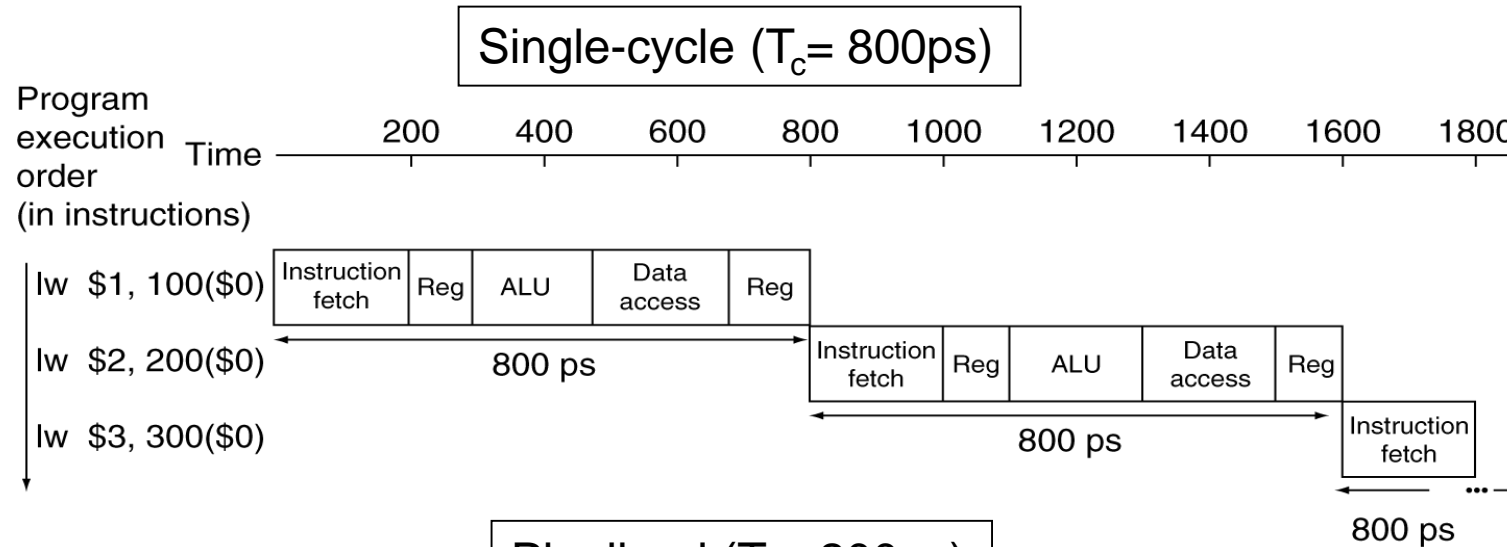 Single-cycle (Tc= 800ps)
Program
execution
order
(in instructions)
Time
200 400 600 800 1000 1200 1400 1600 1800
lw $1, 100($0)
Instruction
fetch
Reg
ALU
Data
access
Reg
800 ps
lw $2, 200($0)
Instruction
fetch
Reg
ALU
Data
access
Reg
800 ps
lw $3, 300($0)
Instruction
fetch
...
800 ps